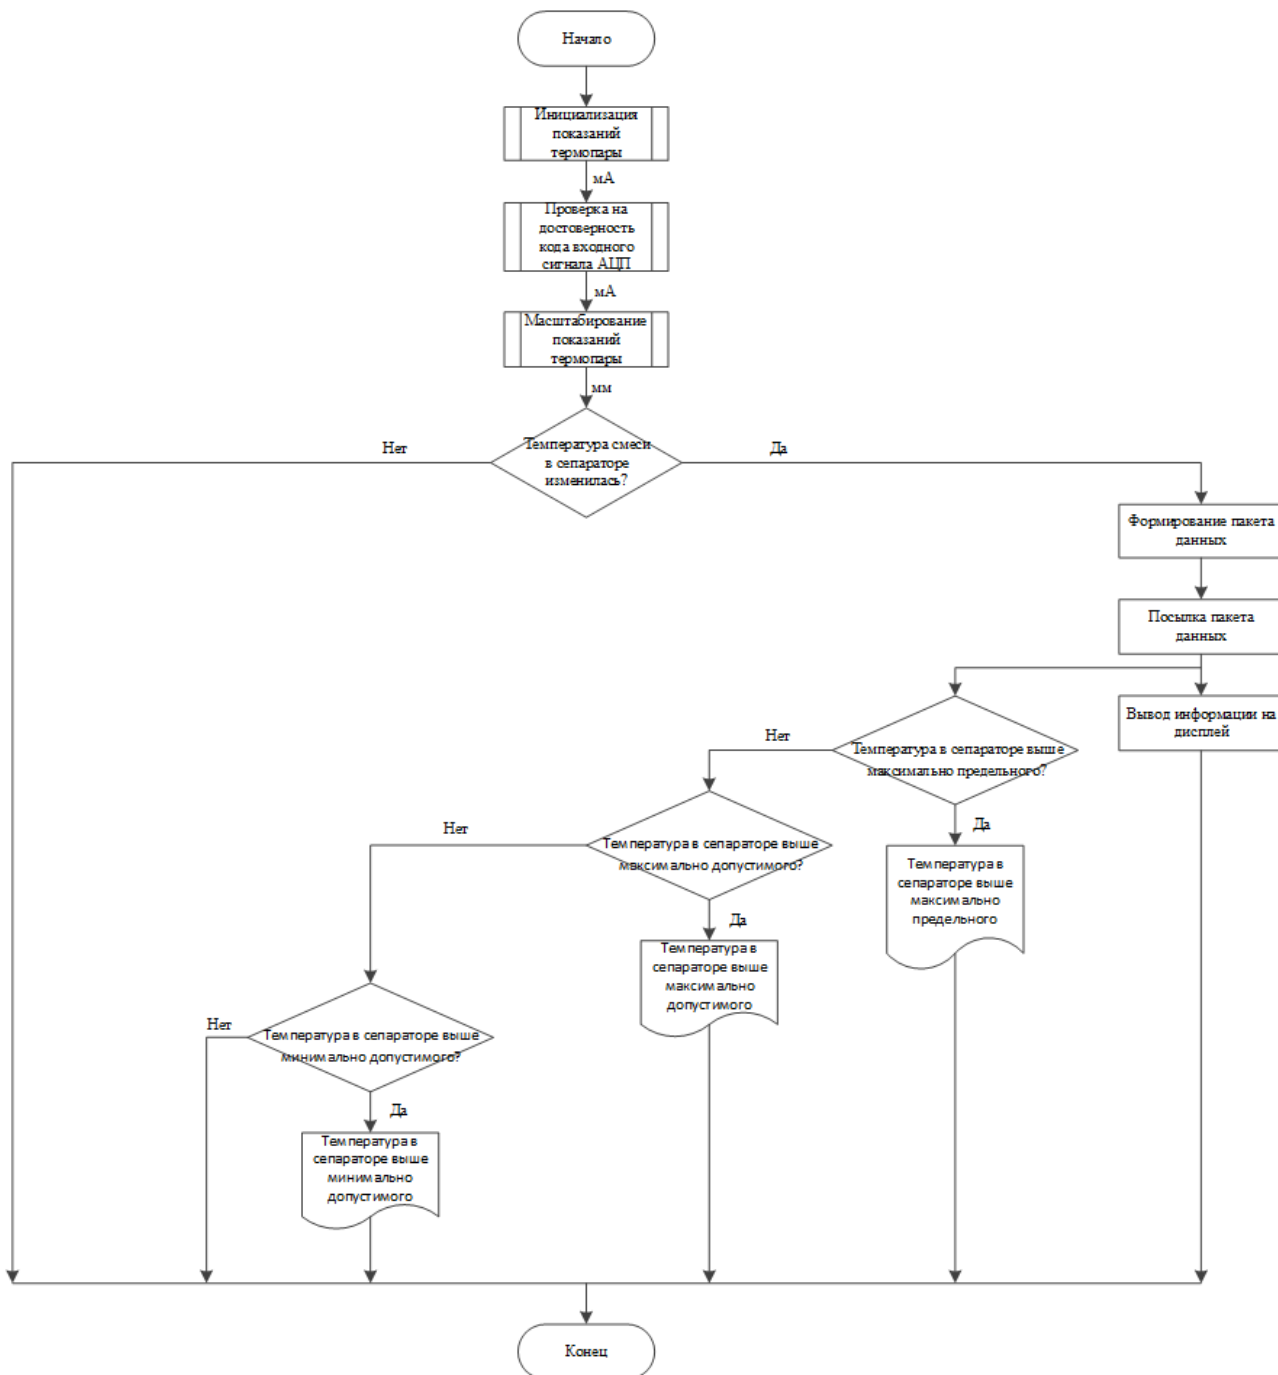 Начало
Инициализация
показаний
термопары
мА
Проверка на
достоверность
кода входного
сигнала АЦП
мА
Масштабирование
показаний
термопары
мм
Температура смеси
в сепараторе
изменилась?
Нет
Да
Формирование пакета
данных
Посылка пакета
данных
Вывод информации на
дисплей
Температура в сепараторе выше
максимально предельного?
Нет
Да
Температура в
сепараторе выше
максимально
предельного
Температура в сепараторе выше
максимально допустимого?
Нет
Да
Температура в
сепараторе выше
максимально
допустимого
Температура в сепараторе выше
минимально допустимого?
Нет
Да
Температура в
сепараторе выше
минимально
допустимого
Конец